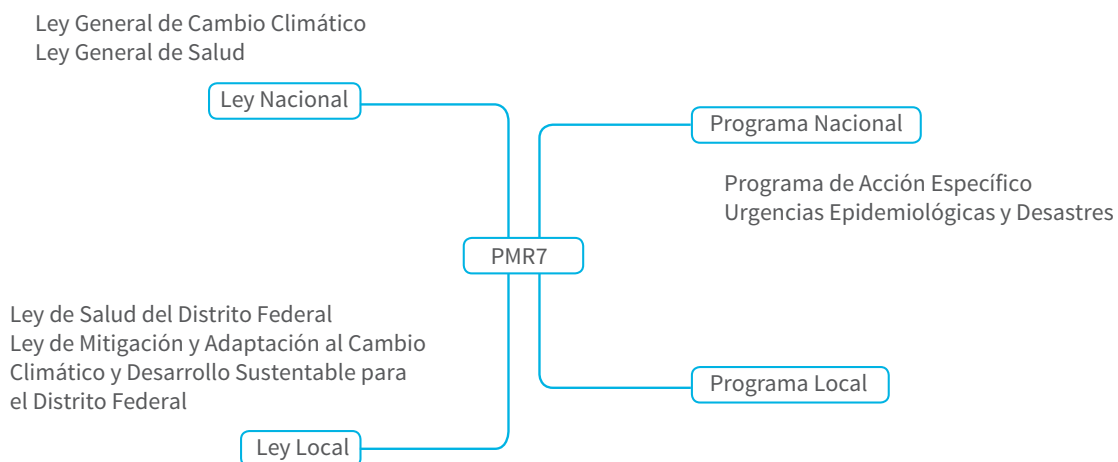 Ley General de Cambio Climático
Ley General de Salud
Ley Nacional
Programa Nacional
Programa de Acción Específico
Urgencias Epidemiológicas y Desastres
PMR7
Ley de Salud del Distrito Federal
Ley de Mitigación y Adaptación al Cambio
Climático y Desarrollo Sustentable para
el Distrito Federal
Programa Local
Ley Local